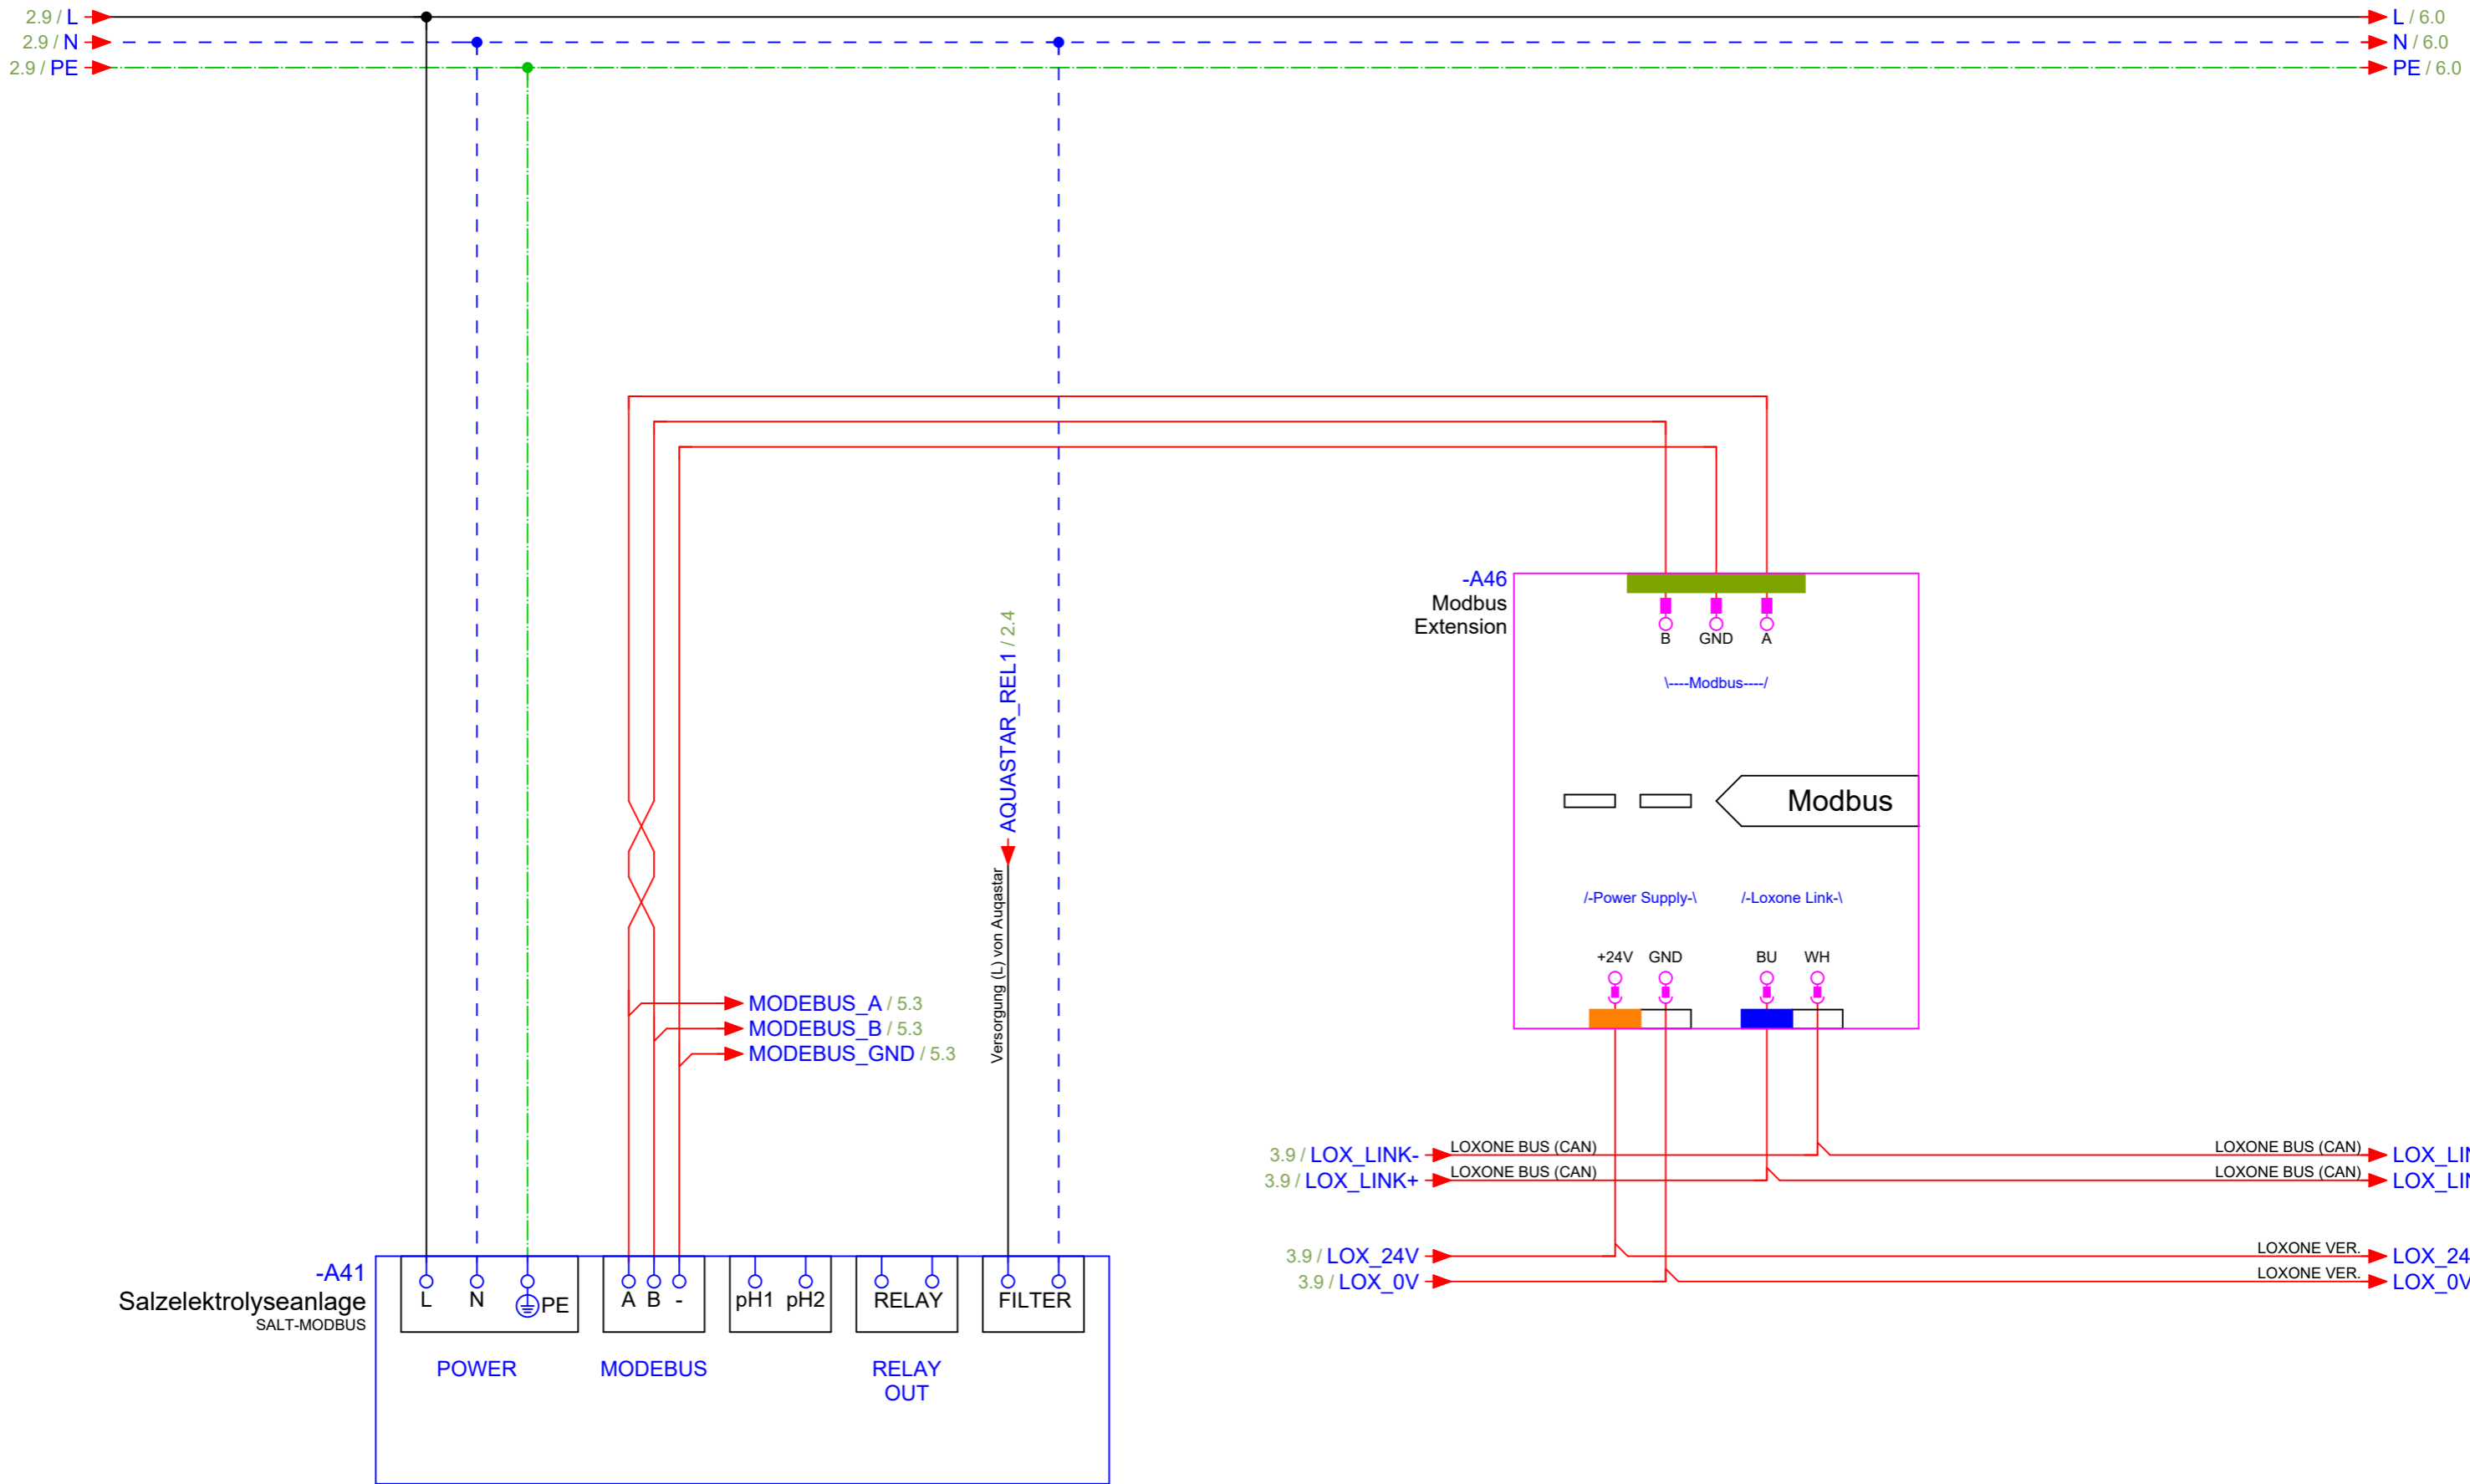 2.9 / L
L / 6.0
2.9 / N
N / 6.0
2.9 / PE
PE / 6.0
-A46
Modbus
Extension
B GND A
\----Modbus----/
AQUASTAR_REL1 / 2.4
Versorgung (L) von Auqastar
Modbus
/-Power Supply-\ /-Loxone Link-\
+24V GND BU WH
MODEBUS_A / 5.3
MODEBUS_B / 5.3
MODEBUS_GND / 5.3
3.9 / LOX_LINK- LOXONE BUS (CAN) LOXONE BUS (CAN)
3.9 / LOX_LINK+ LOXONE BUS (CAN) LOXONE BUS (CAN)
3.9 / LOX_24V LOXONE VER. LOX_24
3.9 / LOX_0V LOXONE VER. LOX_0V
-A41
Salzelektrolyseanlage
SALT-MODBUS
L N PE A B - pH1 pH2 RELAY FILTER
POWER MODEBUS RELAY
OUT